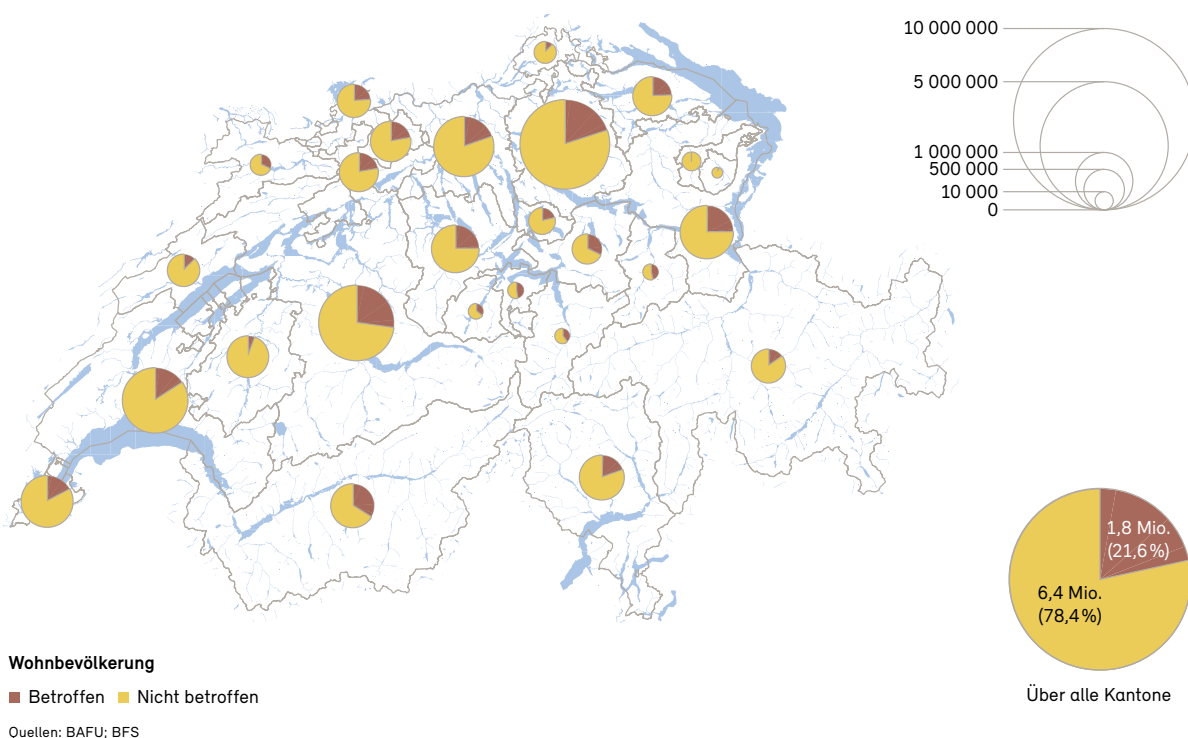 10 000 000
5 000 000
1 000 000
500 000
10 000
0
1,8 Mio.
(21,6%)
6,4 Mio.
(78,4%)
Über alle Kantone
Wohnbevölkerung
Betroffen Nicht betroffen
Quellen: BAFU; BFS